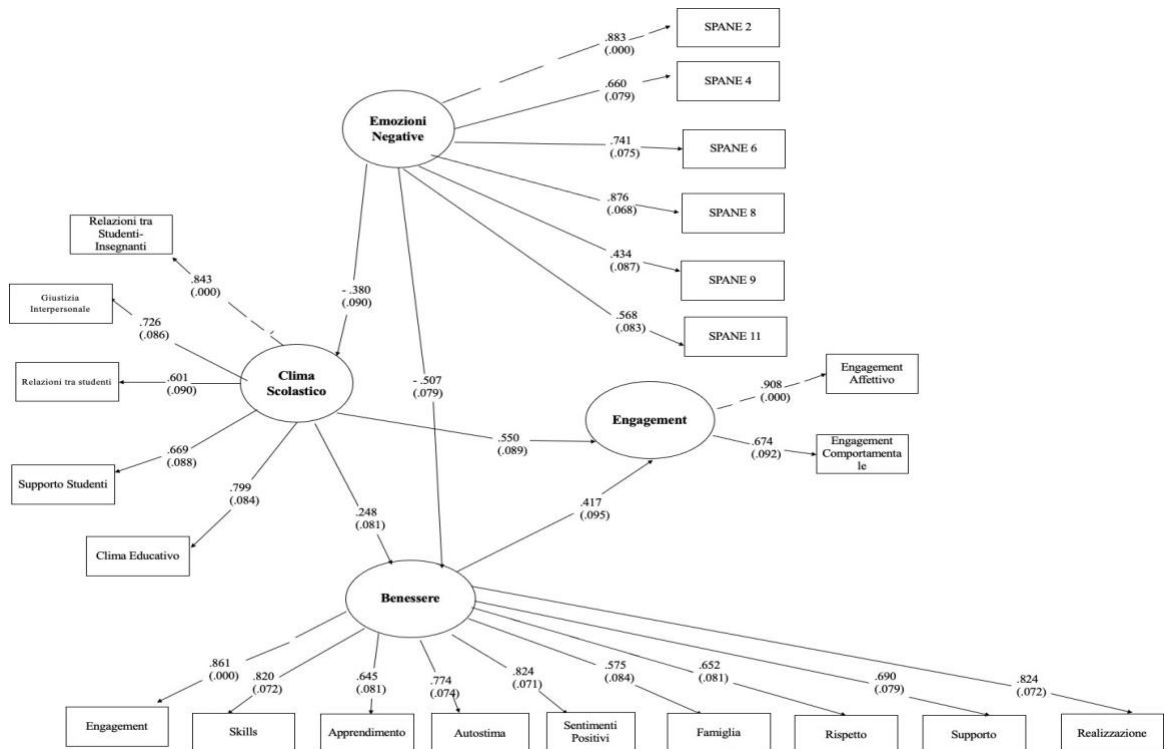 SPANE 2
.883
(.000)
.660
(.079)
SPANE 4
Emozioni
Negative
.741
(.075)
SPANE 6
.876
(.068)
SPANE 8
.434
(.087)
SPANE 9
.568
(.083)
SPANE 11
Relazioni tra
Studenti-
Insegnanti
.843
(.000)
Giustizia
Interpersonale
.726
(.086)
- .380
(.090)
Relazioni tra studenti
.601
(.090)
Clima
Scolastico
- .507
(.079)
Engagement
.908
(.000)
Engagement
Affettivo
.550
(.089)
.674
(.092)
Engagement
Comportamenta
le
.669
(.088)
Supporto Studenti
.799
(.084)
.417
(.095)
.248
(.081)
Clima Educativo
Benessere
.861
(.000)
.820
(.072)
.645
(.081)
.774
(.074)
.824
(.071)
.575
(.084)
.652
(.081)
.690
(.079)
.824
(.072)
Engagement
Skills
Apprendimento
Autostima
Sentimenti
Positivi
Famiglia
Rispetto
Supporto
Realizzazione